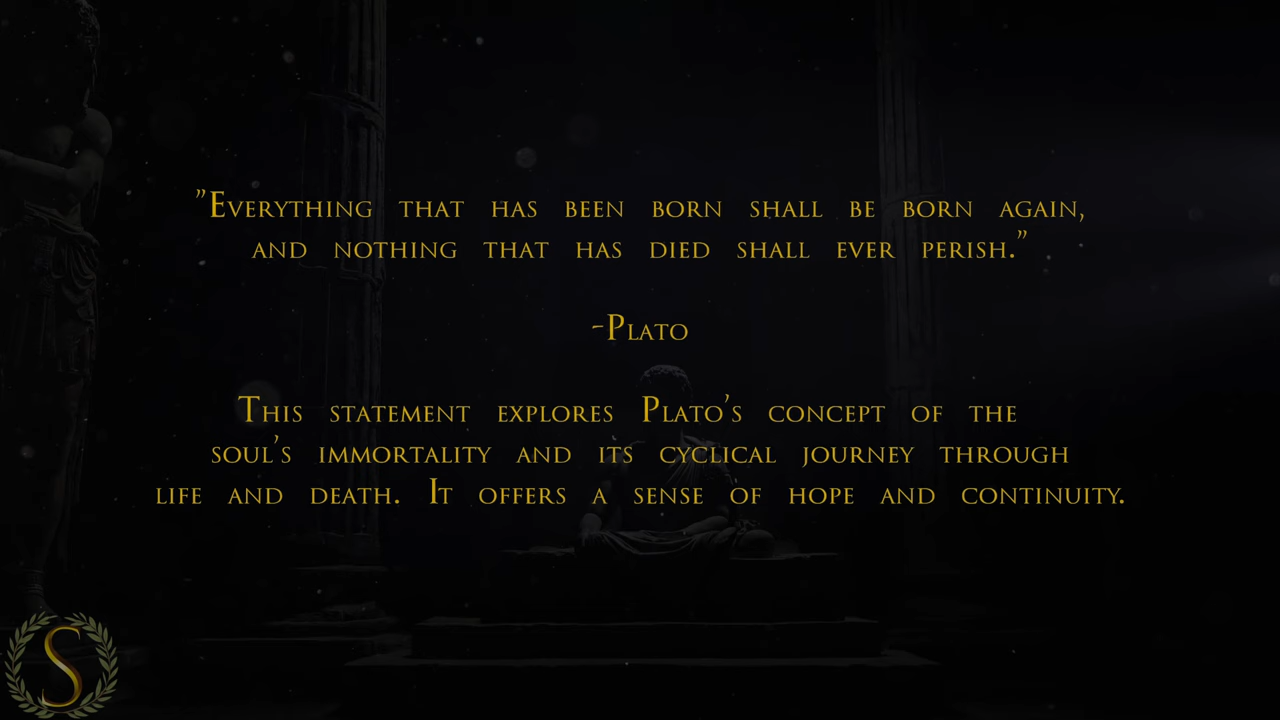 "Everything that has been born shall be born again,
and nothing that has died shall ever perish."
-Plato
This statement explores Plato's concept of the
soul's immortality and its cyclical journey through
life and death. It offers a sense of hope and continuity.
S